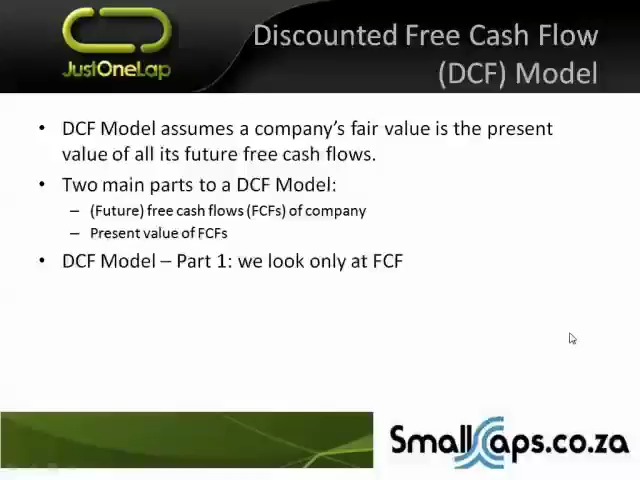 Discounted Free Cash Flow
(DCF) Model
JustOneLap
• DCF Model assumes a company's fair value is the present
value of all its future free cash flows.
• Two main parts to a DCF Model:
– (Future) free cash flows (FCFs) of company
– Present value of FCFs
• DCF Model – Part 1: we look only at FCF
SmallCaps.co.za